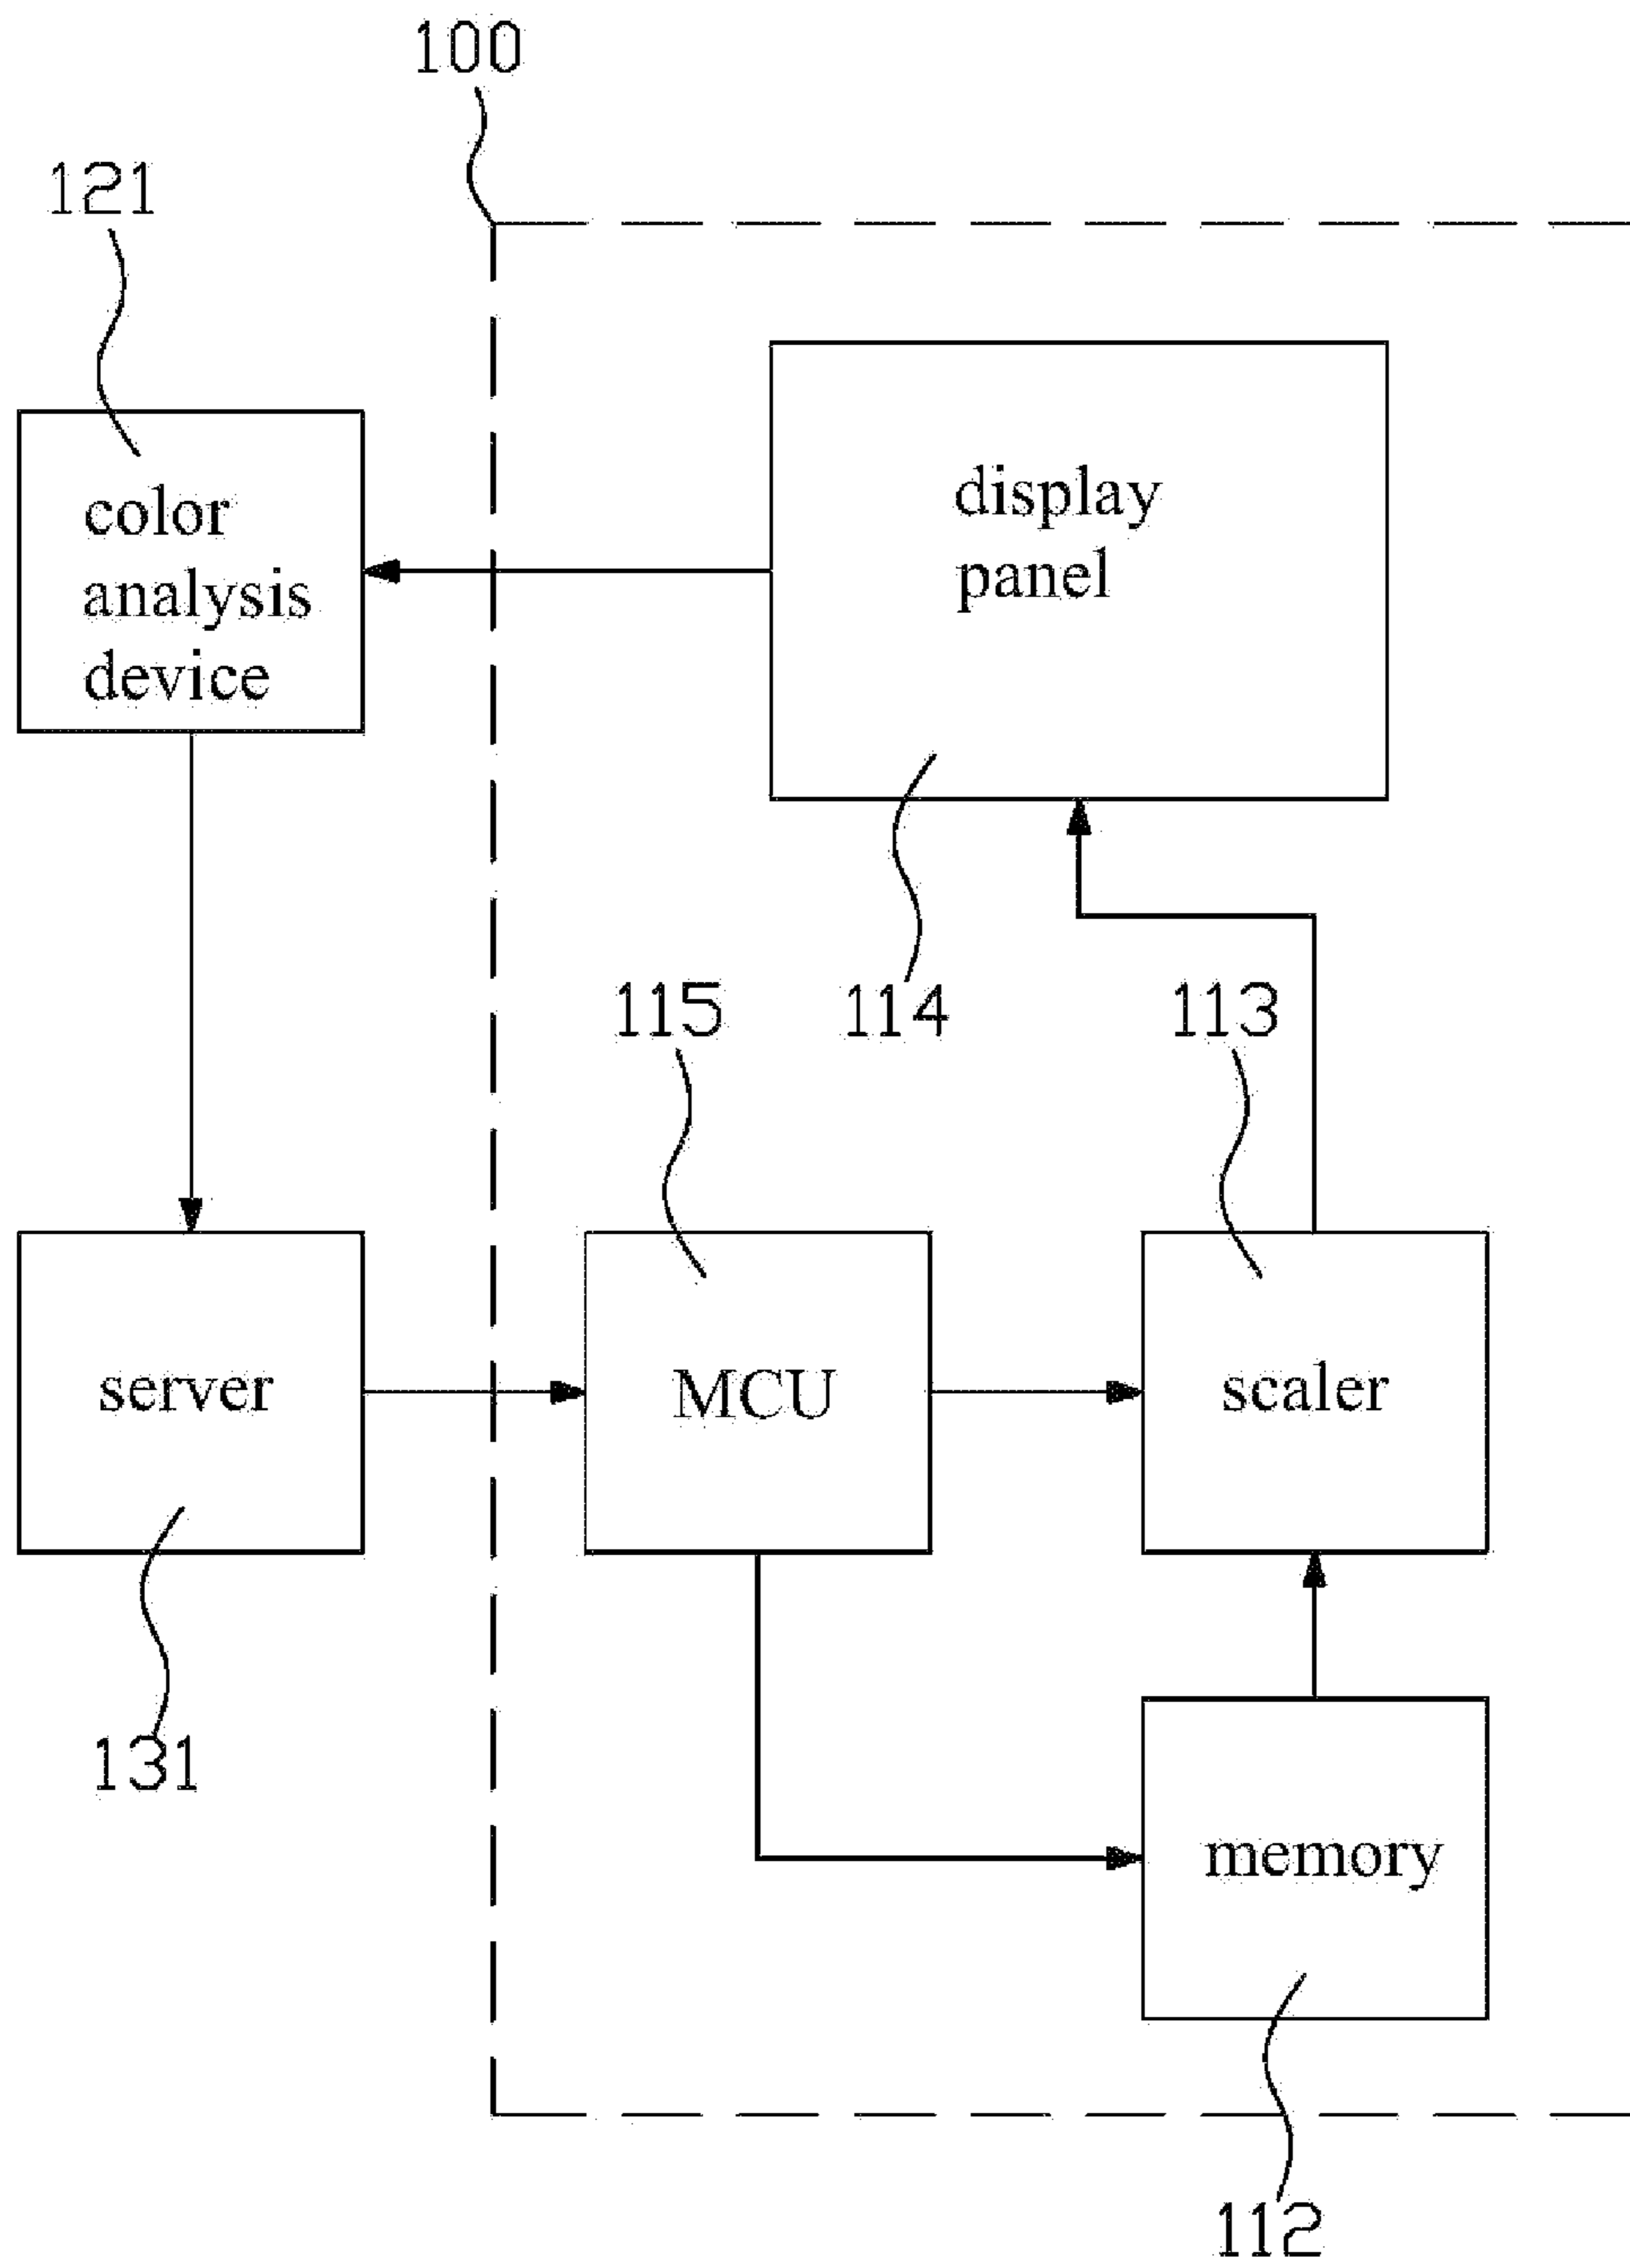 100
121
color
analysis
device
display
panel
115
114
113
server
MCU
scaler
131
memory
112